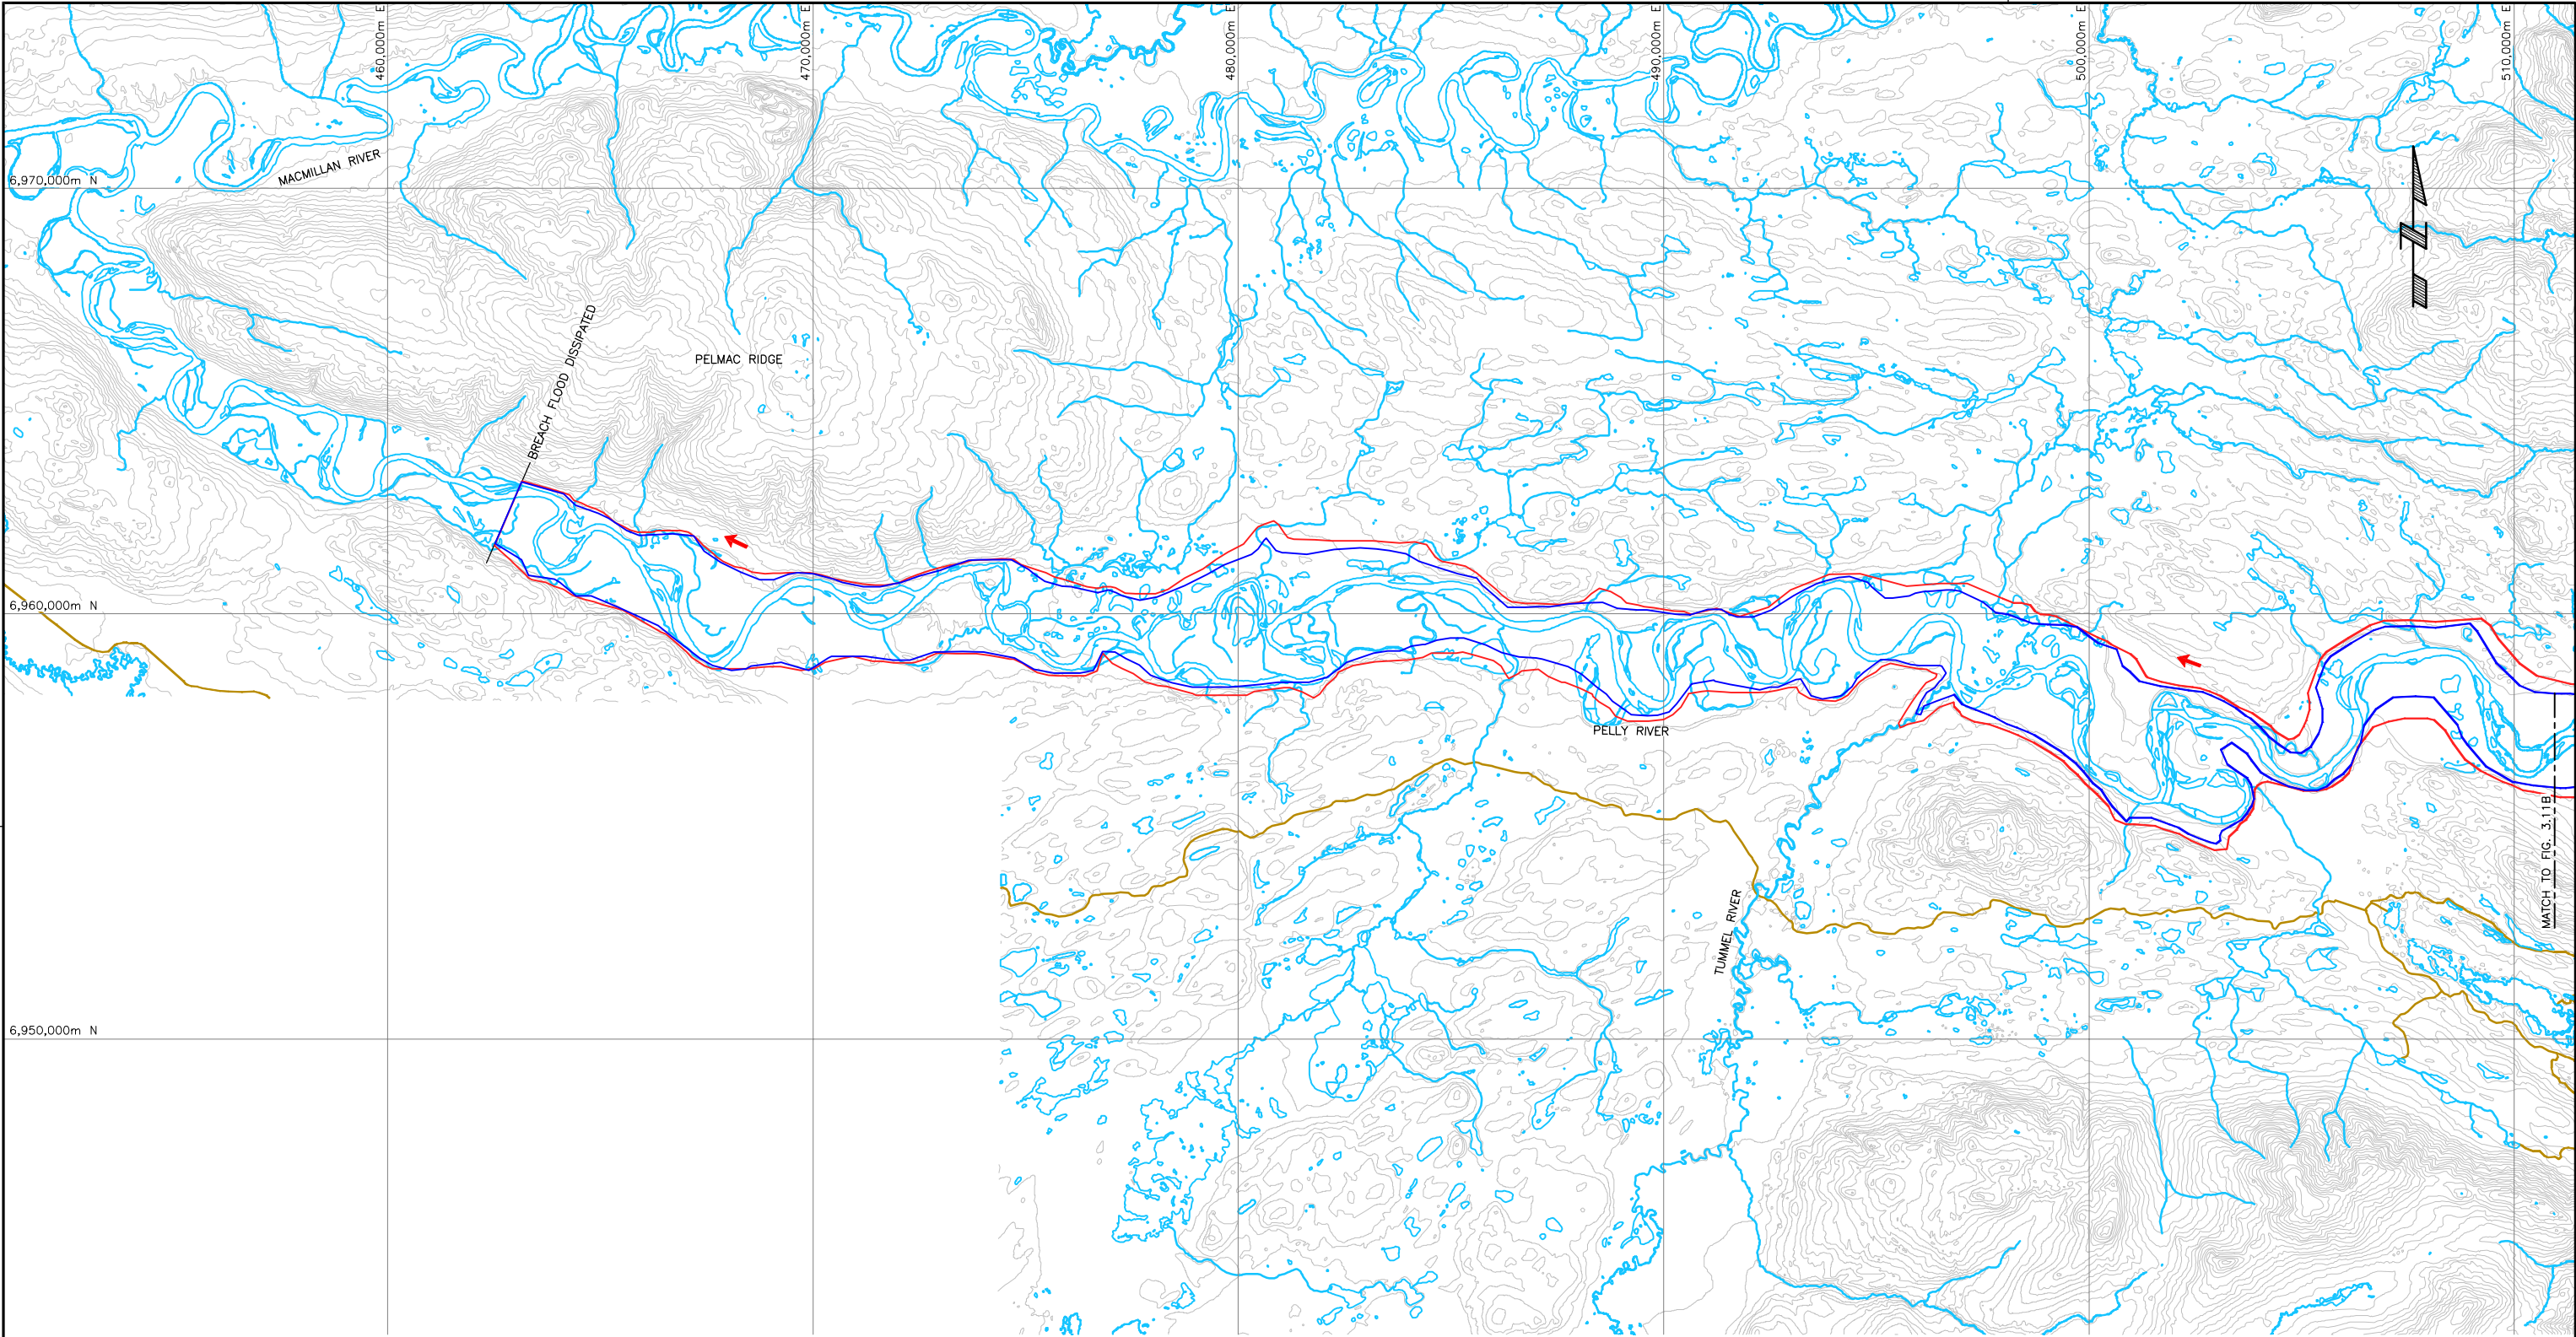 460,000m E
470,000m E
480,000m E
490,000m E
500,000m E
510,000m E
MACMILLAN RIVER
6,970,000m N
BREACH FLOOD DISSIPATED
PELMAC RIDGE
6,960,000m N
PELLY RIVER
MATCH TO FIG. 3.11B
TUMMEL RIVER
6,950,000m N